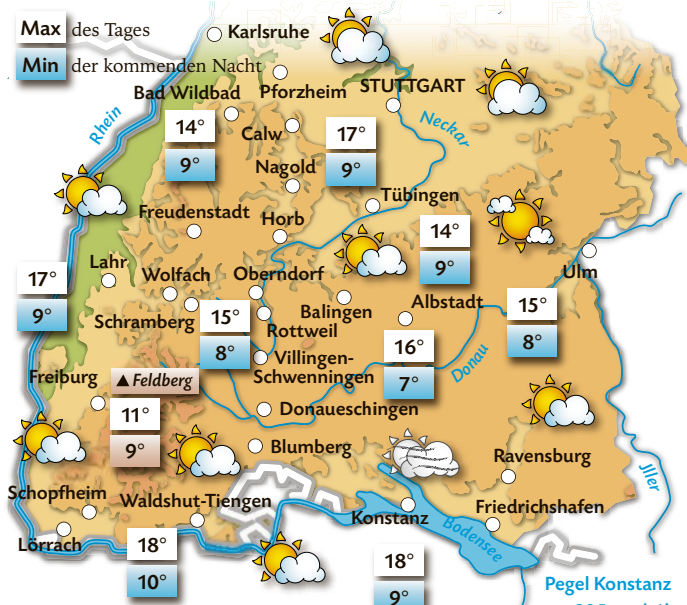 Max des Tages
Min der kommenden Nacht
Karlsruhe
Bad Wildbad
Pforzheim
STUTTGART
Rhein
Neckar
14°
9°
Calw
17°
9°
Nagold
Tübingen
Freudenstadt
Horb
14°
9°
Ulm
Lahr
Wolfach
Oberndorf
17°
9°
Balingen
Albstadt
15°
8°
Schramberg
15°
8°
Rottweil
Villingen-
Schwenningen
16°
7°
Donau
Freiburg
▲ Feldberg
11°
9°
Donaueschingen
Blumberg
Ravensburg
Jller
Schopfheim
Waldshut-Tiengen
Konstanz
Friedrichshafen
Bodensee
Lörrach
18°
10°
18°
9°
Pegel Konstanz